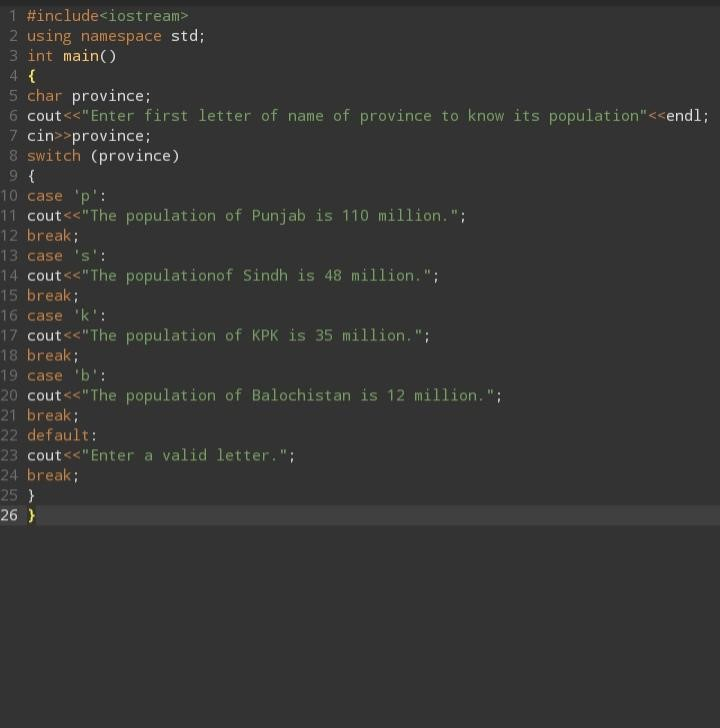 1 #include<iostream>
2 using namespace std;
3 int main()
4 {
5 char province;
6 cout<<"Enter first letter of name of province to know its population"<<endl;
7 cin>>province;
8 switch (province)
9 {
10 case 'p':
11 cout<<"The population of Punjab is 110 million.";
12 break;
13 case 's':
14 cout<<"The populationof Sindh is 48 million.";
15 break;
16 case 'k':
17 cout<<"The population of KPK is 35 million.";
18 break;
19 case 'b':
20 cout<<"The population of Balochistan is 12 million.";
21 break;
22 default:
23 cout<<"Enter a valid letter.";
24 break;
25 }
26 }